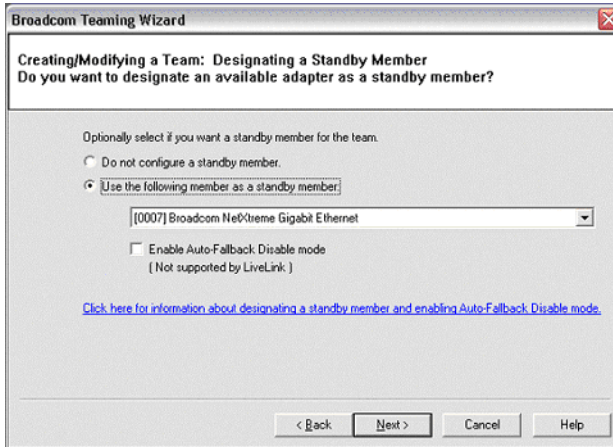 Broadcom Teaming Wizard
Creating/Modifying a Team: Designating a Standby Member
Do you want to designate an available adapter as a standby member?
Optionally select if you want a standby member for the team.
Do not configure a standby member.
Use the following member as a standby member:
[0007] Broadcom NetXtreme Gigabit Ethernet
Enable Auto-Fallback Disable mode
( Not supported by LiveLink )
Click here for information about designating a standby member and enabling Auto-Fallback Disable mode.
< Back Next > Cancel Help